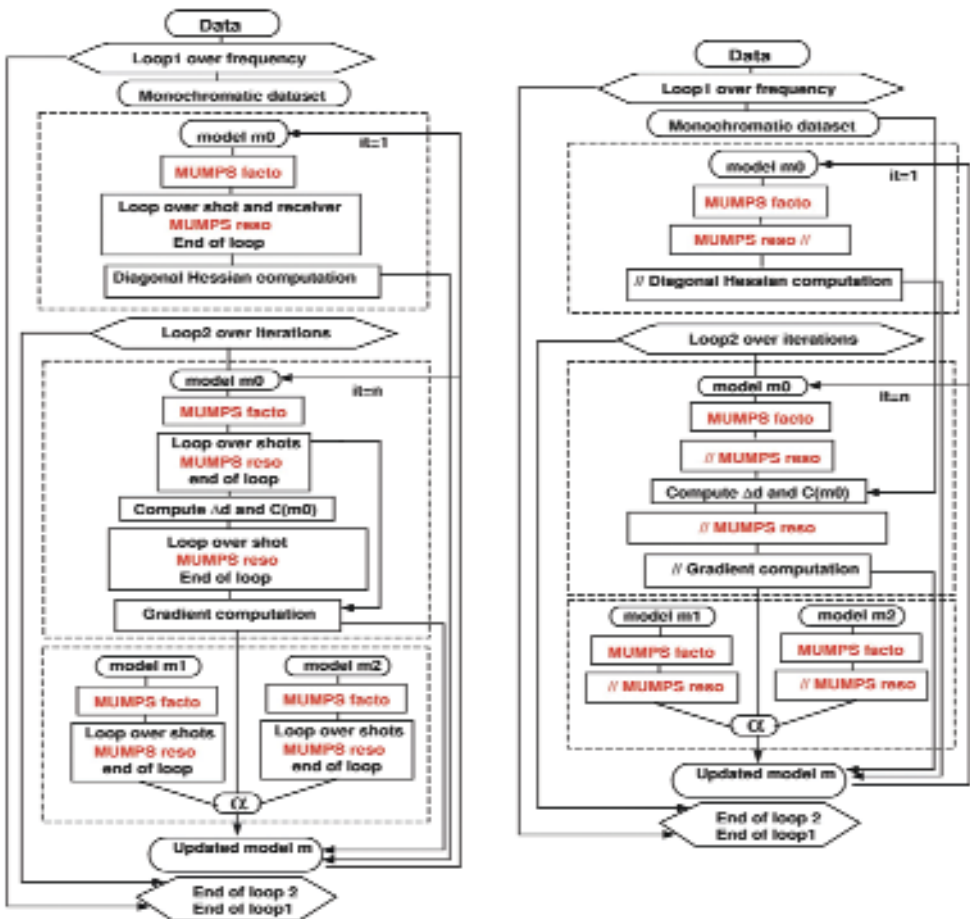 Data
Loop1 over frequency
Monochromatic dataset
model m0
it=1
MUMPS facto
Loop over shot and receiver
MUMPS reso
End of loop
Diagonal Hessian computation
Loop2 over iterations
model m0
it=n
MUMPS facto
Loop over shots
MUMPS reso
end of loop
Compute Δd and C(m0)
Loop over shot
MUMPS reso
End of loop
Gradient computation
model m1
MUMPS facto
Loop over shots
MUMPS reso
end of loop
model m2
MUMPS facto
Loop over shots
MUMPS reso
end of loop
α
Updated model m
End of loop 2
End of loop1
Data
Loop1 over frequency
Monochromatic dataset
model m0
it=1
MUMPS facto
MUMPS reso //
// Diagonal Hessian computation
Loop2 over iterations
model m0
it=n
MUMPS facto
// MUMPS reso
Compute Δd and C(m0)
// MUMPS reso
// Gradient computation
model m1
MUMPS facto
// MUMPS reso
model m2
MUMPS facto
// MUMPS reso
α
Updated model m
End of loop 2
End of loop1